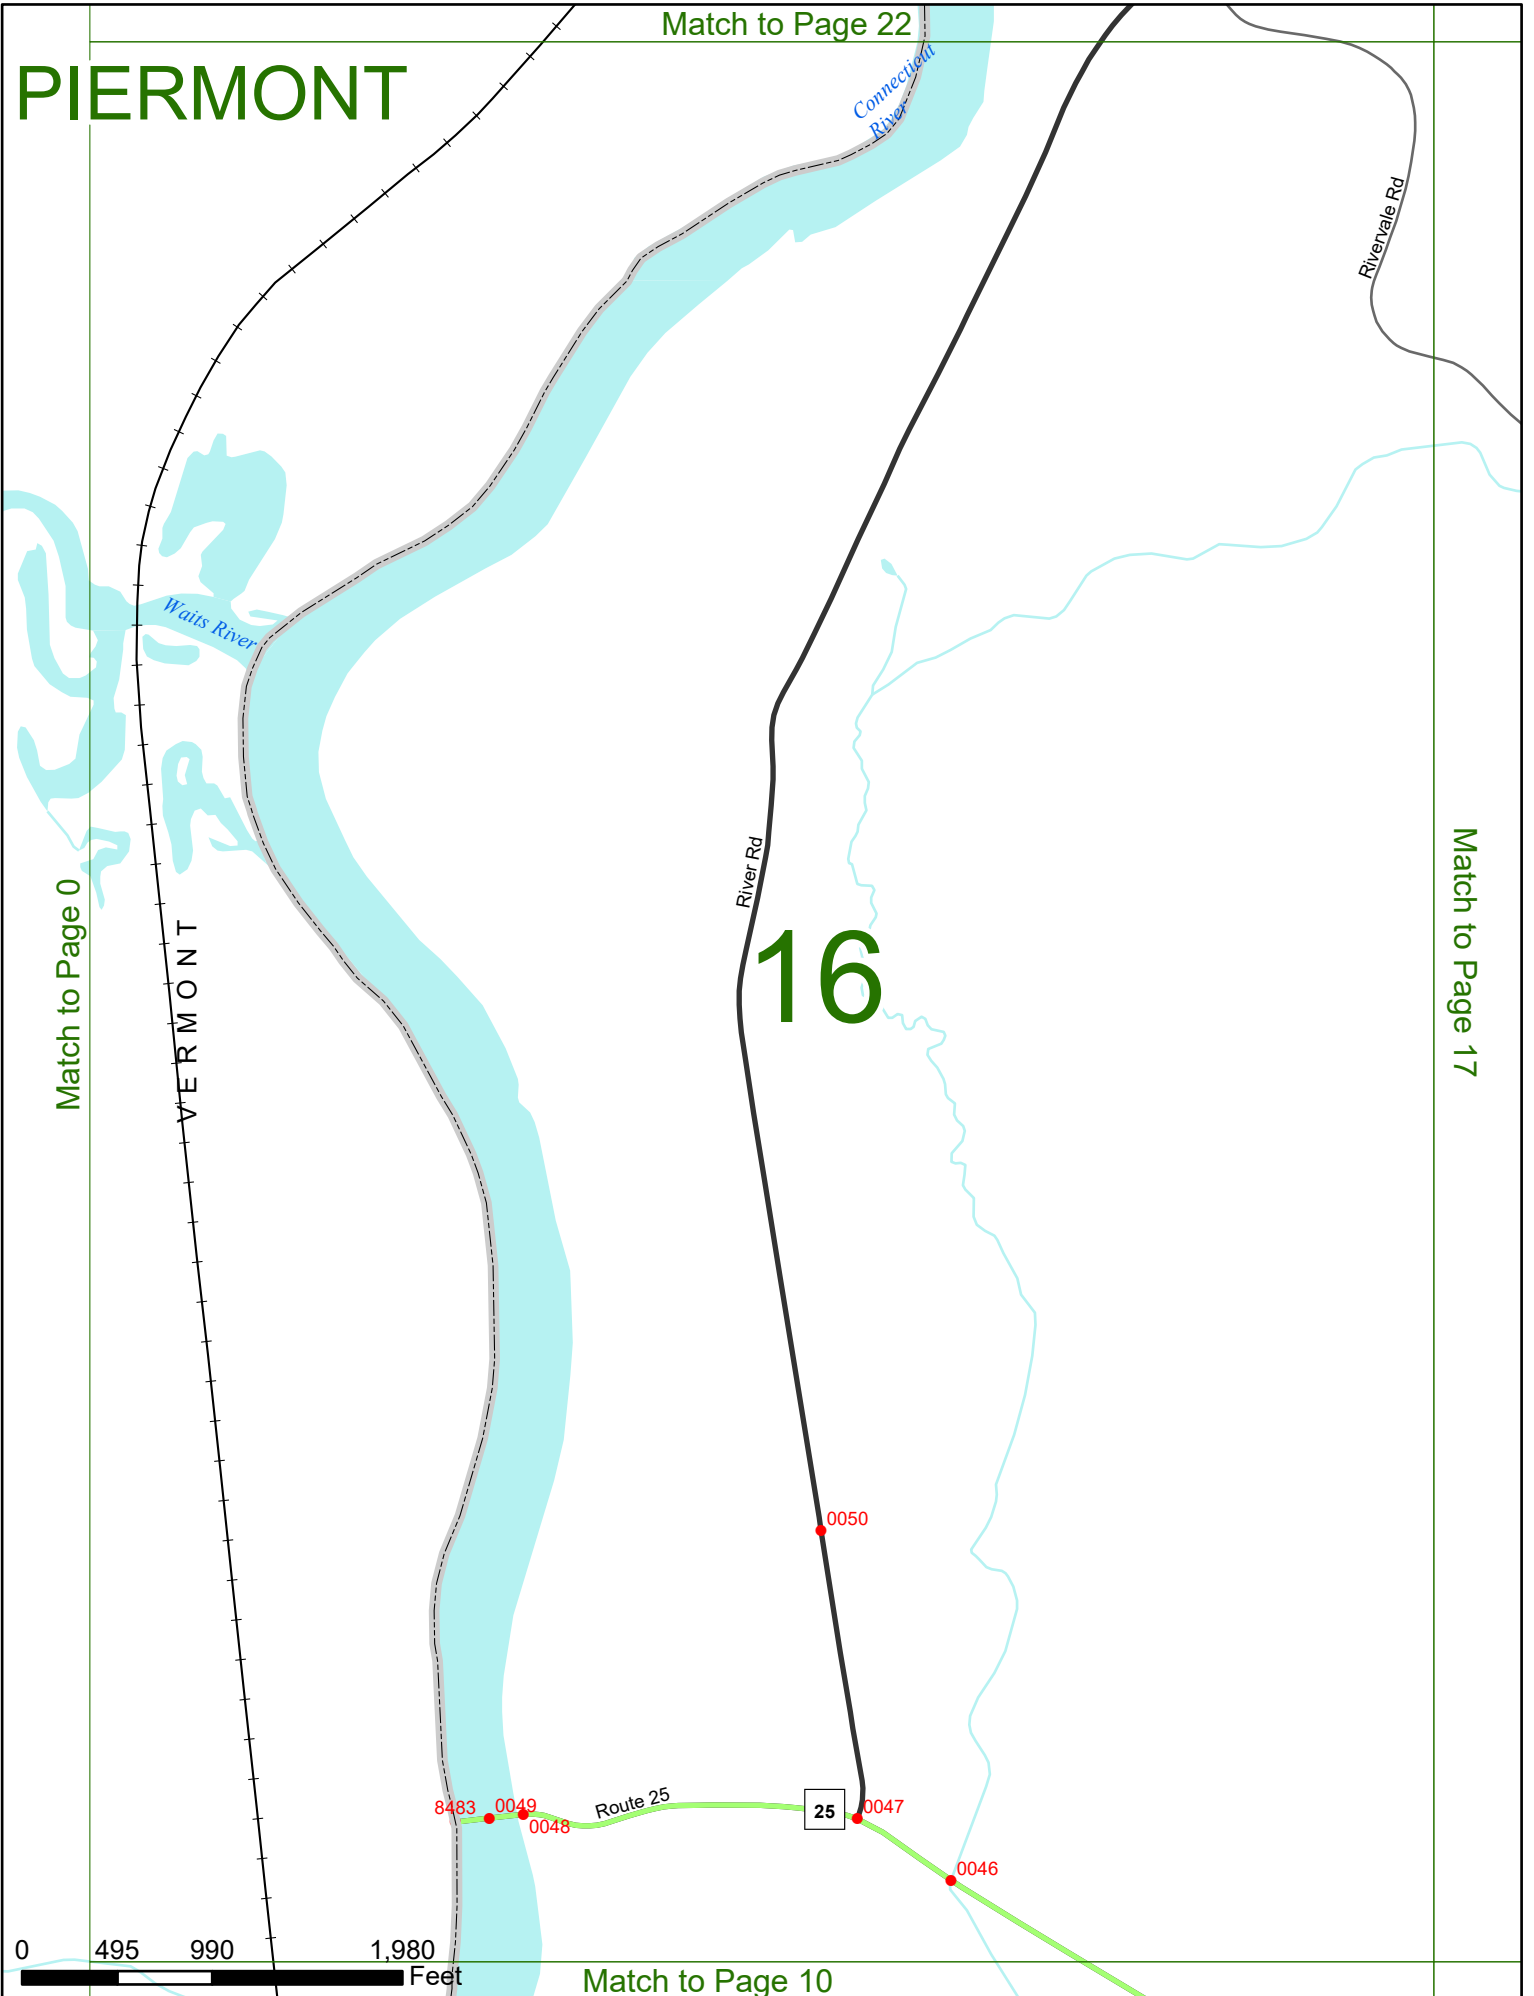 Match to Page 22
PIERMONT
Connecticut
River
Rivervale Rd
Waits River
River Rd
16
Match to Page 0
VERMONT
Match to Page 17
0050
8483
0049
0048
Route 25
25
0047
0046
0 495 990 1,980
Feet
Match to Page 10